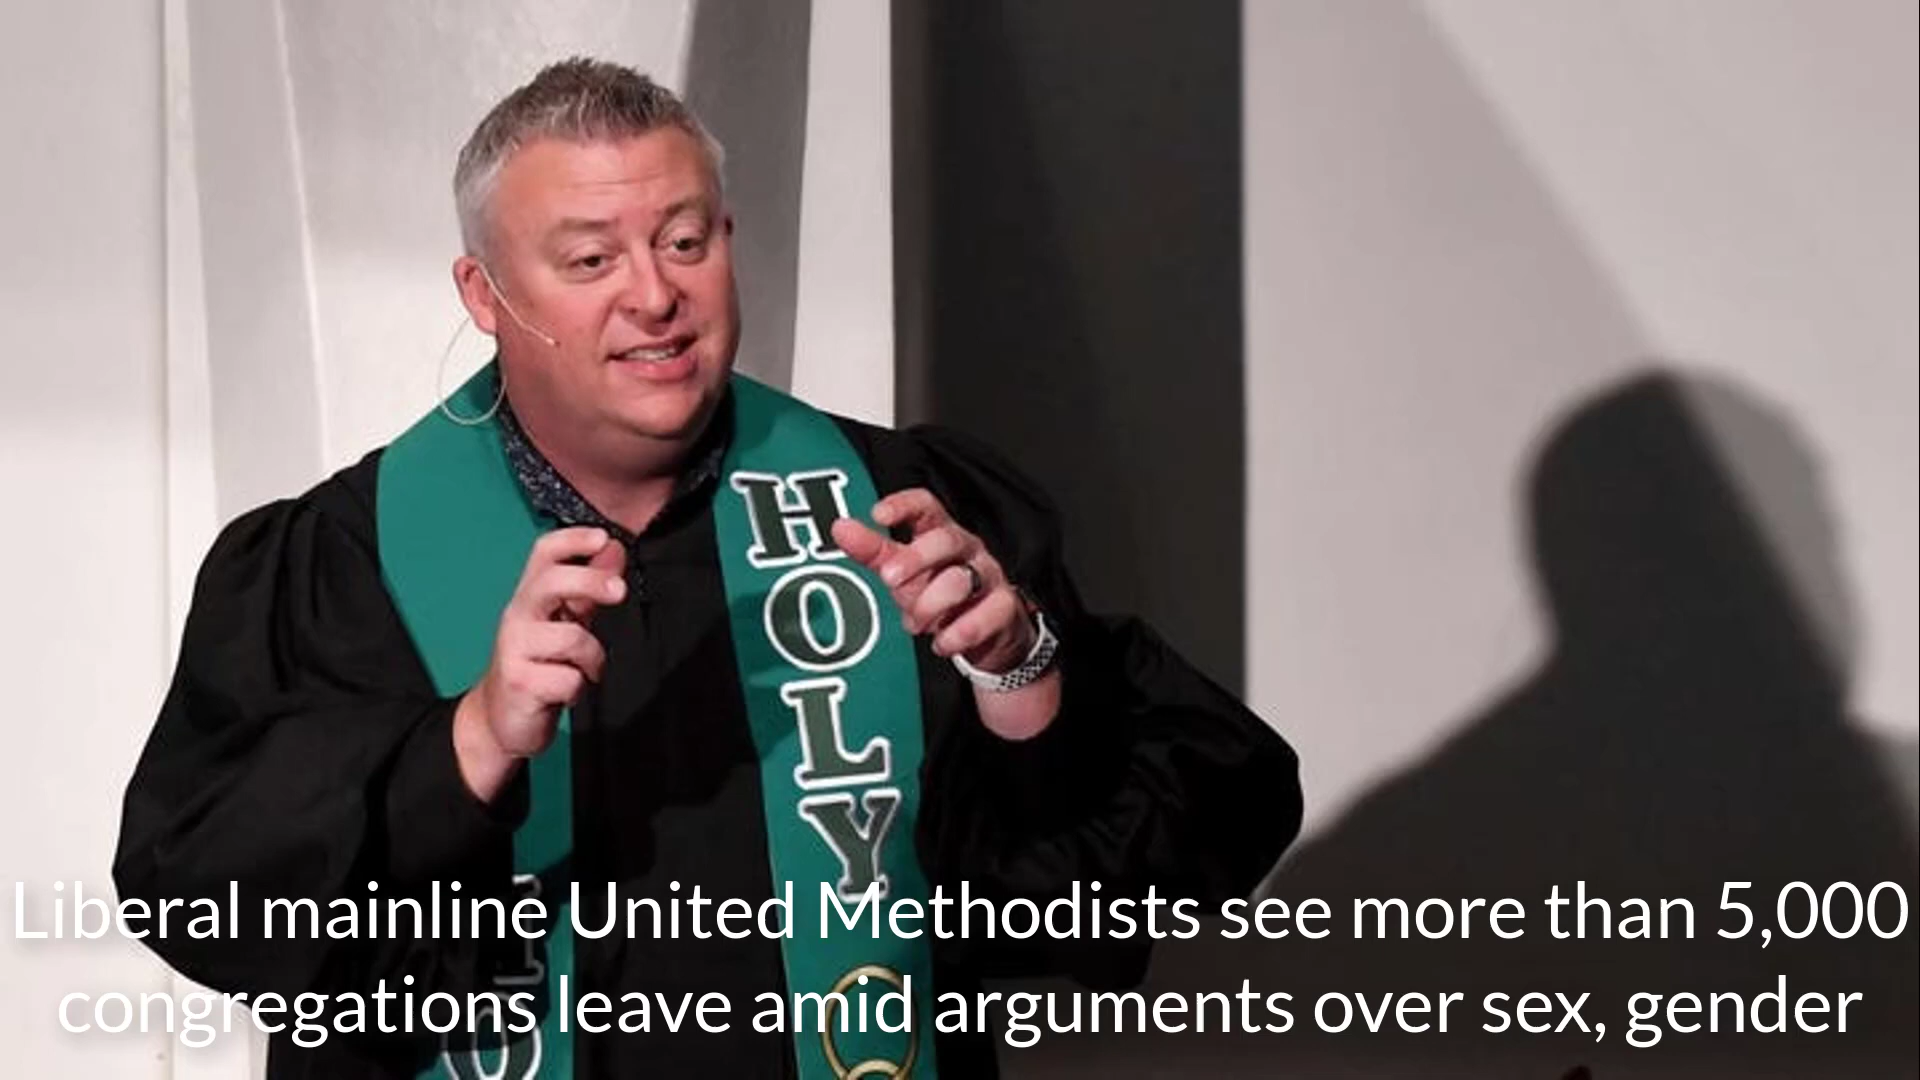 HOLY
Liberal mainline United Methodists see more than 5,000
congregations leave amid arguments over sex, gender